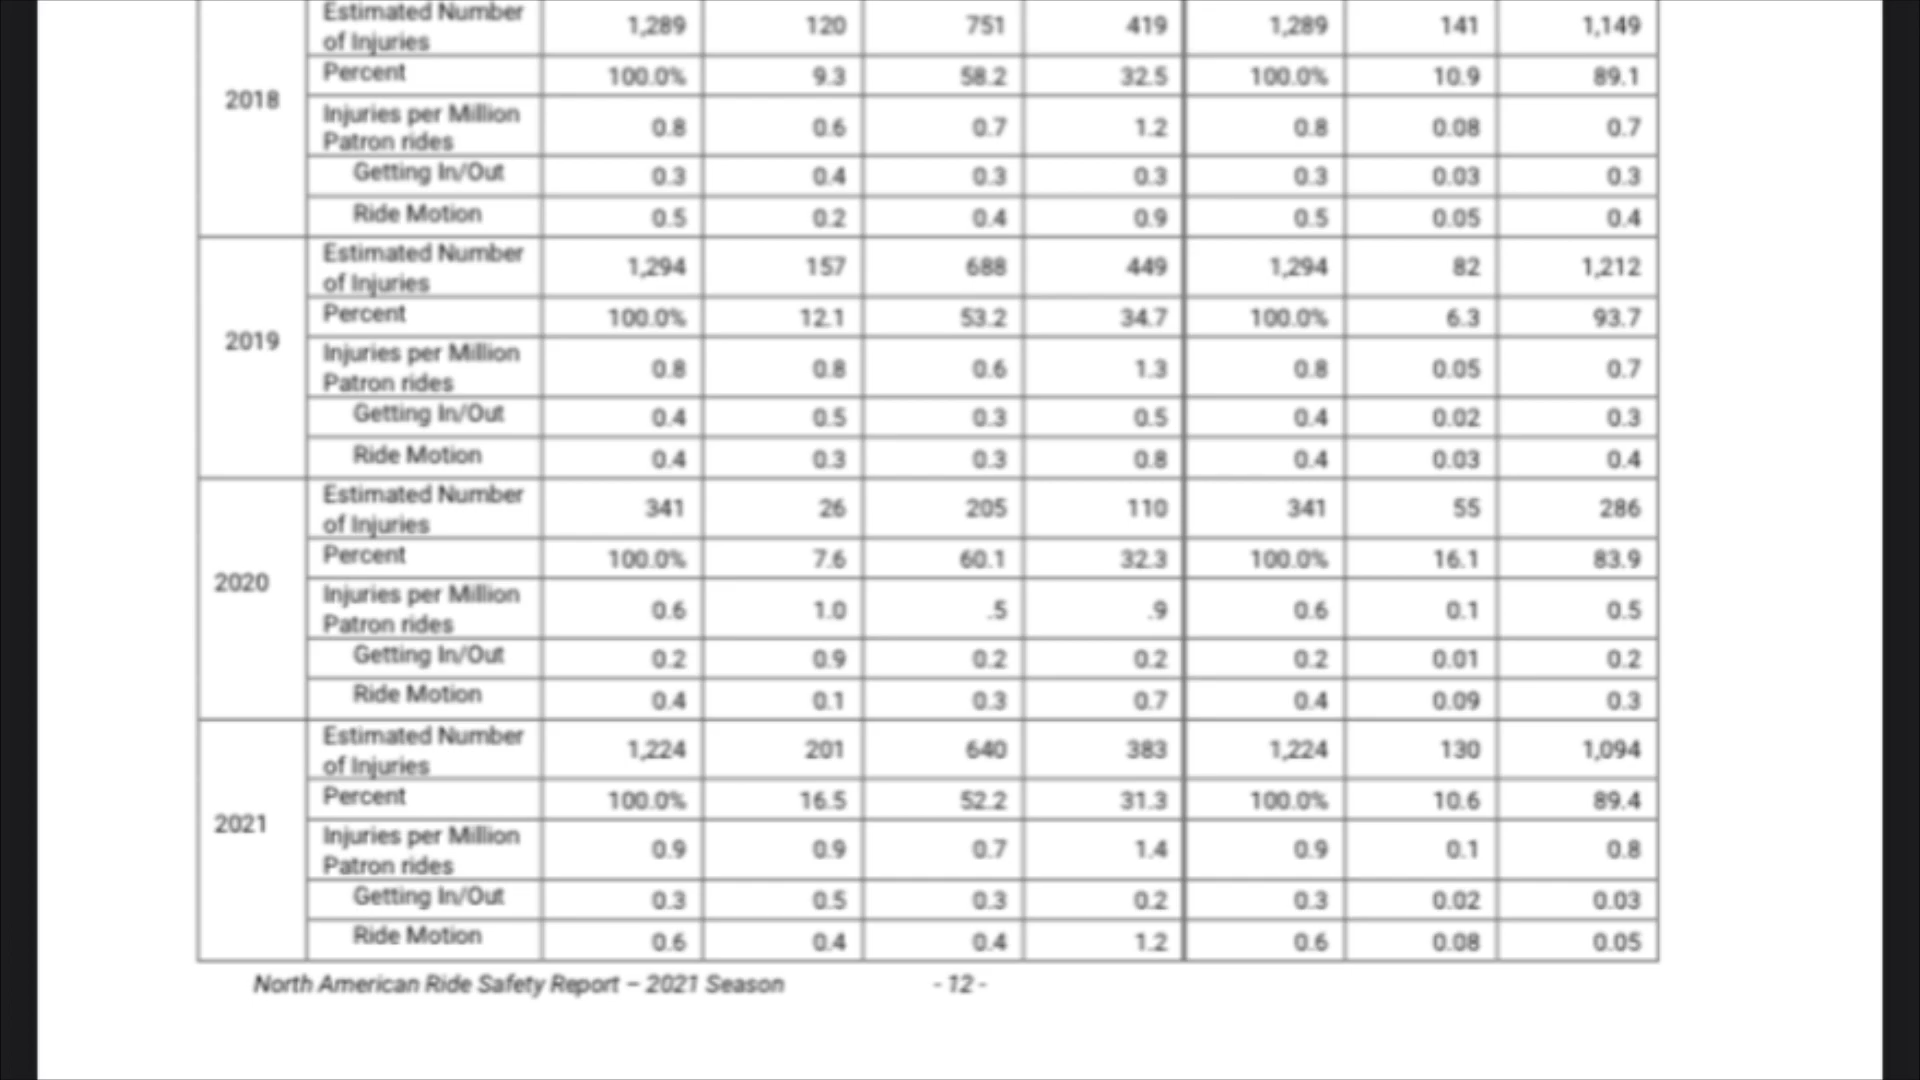 Estimated Number
of Injuries 1,289 120 751 419 1,289 141 1,149
Percent 100.0% 9.3 58.2 32.5 100.0% 10.9 89.1
2018
Injuries per Million
Patron rides 0.8 0.6 0.7 1.2 0.8 0.08 0.7
Getting In/Out 0.3 0.4 0.3 0.3 0.3 0.03 0.3
Ride Motion 0.5 0.2 0.4 0.9 0.5 0.05 0.4
Estimated Number
of Injuries 1,294 157 688 449 1,294 82 1,212
Percent 100.0% 12.1 53.2 34.7 100.0% 6.3 93.7
2019
Injuries per Million
Patron rides 0.8 0.8 0.6 1.3 0.8 0.05 0.7
Getting In/Out 0.4 0.5 0.3 0.5 0.4 0.02 0.3
Ride Motion 0.4 0.3 0.3 0.8 0.4 0.03 0.4
Estimated Number
of Injuries 341 26 205 110 341 55 286
Percent 100.0% 7.6 60.1 32.3 100.0% 16.1 83.9
2020
Injuries per Million
Patron rides 0.6 1.0 .5 .9 0.6 0.1 0.5
Getting In/Out 0.2 0.9 0.2 0.2 0.2 0.01 0.2
Ride Motion 0.4 0.1 0.3 0.7 0.4 0.09 0.3
Estimated Number
of Injuries 1,224 201 640 383 1,224 130 1,094
Percent 100.0% 16.5 52.2 31.3 100.0% 10.6 89.4
2021
Injuries per Million
Patron rides 0.9 0.9 0.7 1.4 0.9 0.1 0.8
Getting In/Out 0.3 0.5 0.3 0.2 0.3 0.02 0.03
Ride Motion 0.6 0.4 0.4 1.2 0.6 0.08 0.05
North American Ride Safety Report – 2021 Season - 12 -